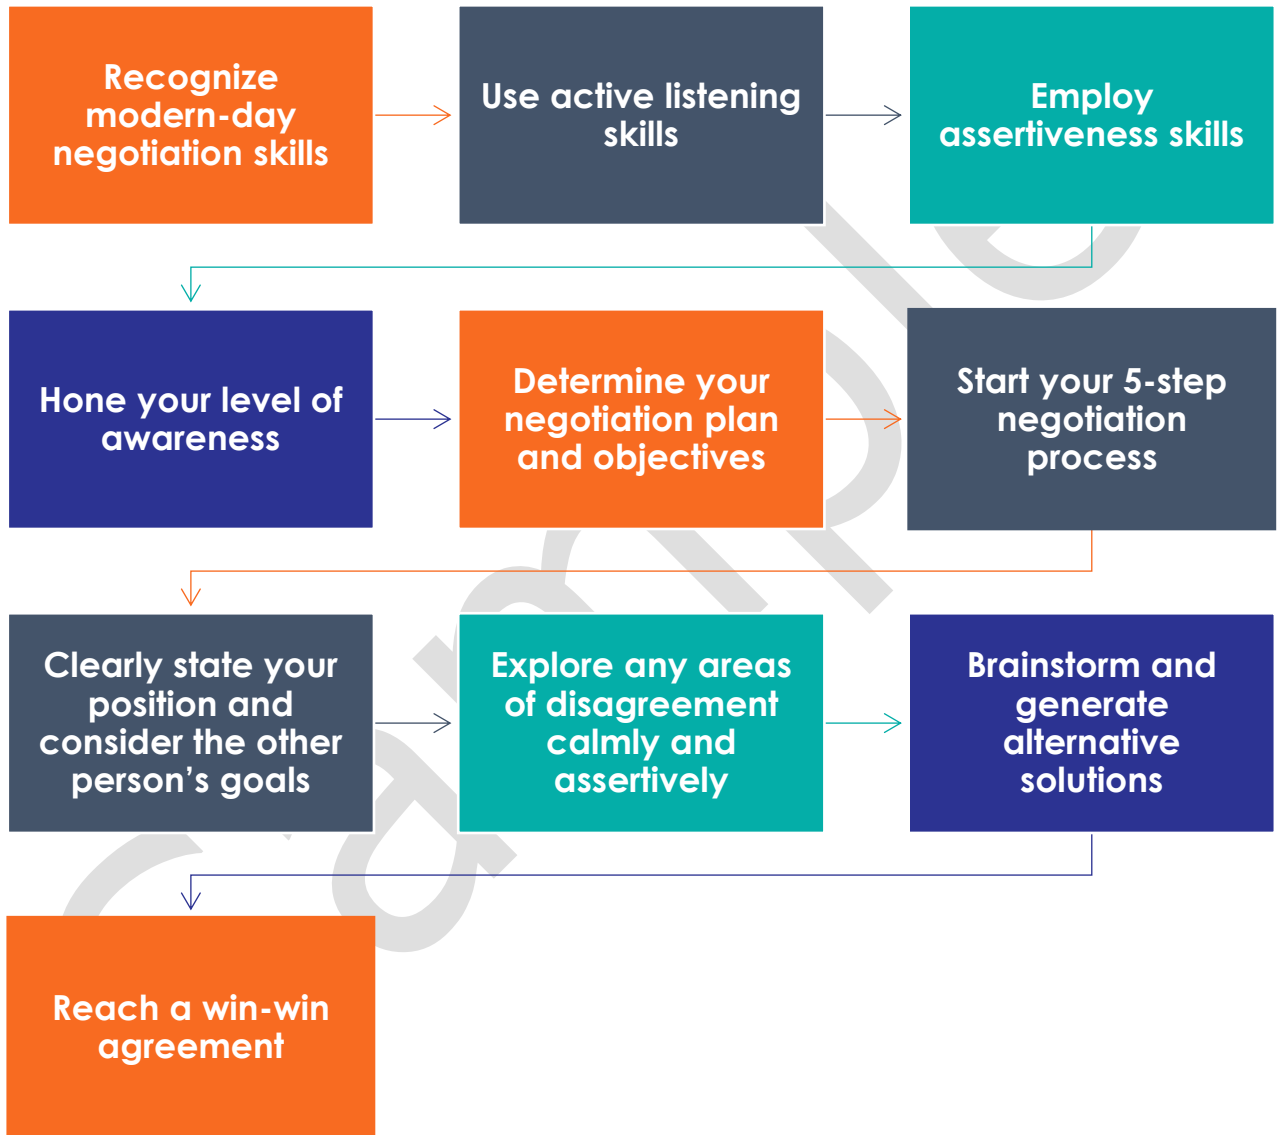 Recognize
modern-day
negotiation skills
Use active listening
skills
Employ
assertiveness skills
Hone your level of
awareness
Determine your
negotiation plan
and objectives
Start your 5-step
negotiation
process
Clearly state your
position and
consider the other
person’s goals
Explore any areas
of disagreement
calmly and
assertively
Brainstorm and
generate
alternative
solutions
Reach a win-win
agreement
Sample